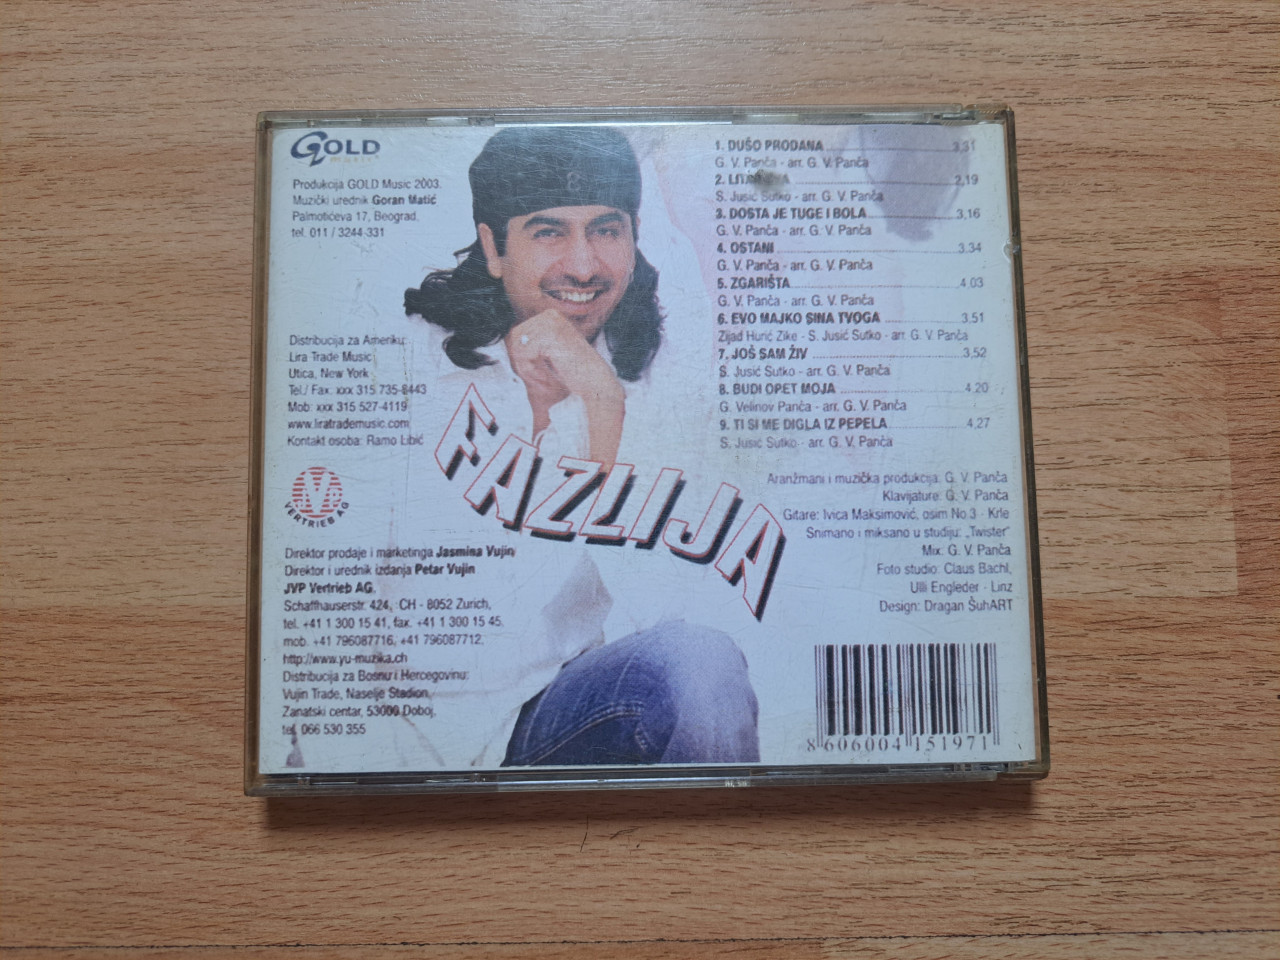 GOLD
MUSIC
Produkcija GOLD Music 2003.
Muzički urednik Goran Matić
Palmotićeva 17, Beograd.
tel. 011 / 3244-331
Distribucija za Ameriku:
Lira Trade Music
Utica, New York
Tel./ Fax. xxx 315 735-8443
Mob: xxx 315 527-4119
www.liratrademusic.com
Kontakt osoba: Ramo Libić
JVP
VERTRIEB AG
Direktor prodaje i marketinga Jasmina Vujin
Direktor i urednik izdanja Petar Vujin
JVP Vertrieb AG,
Schaffhauserstr. 424, CH - 8052 Zurich,
tel. +41 1 300 15 41, fax. +41 1 300 15 45,
mob. +41 796087716, +41 796087712,
http://www.yu-muzika.ch
Distribucija za Bosnu i Hercegovinu:
Vujin Trade, Naselje Stadion,
Zanatski centar, 53000 Doboj,
tel. 066 530 355
FAZLIJA
1. DUŠO PRODANA 3,31
G. V. Panča - arr. G. V. Panča
2. 2,19
S. Jusić Sutko - arr. G. V. Panča
3. DOSTA JE TUGE I BOLA 3,16
G. V. Panča - arr. G. V. Panča
4. OSTANI 3,34
G. V. Panča - arr. G. V. Panča
5. ZGARIŠTA 4,03
G. V. Panča - arr. G. V. Panča
6. EVO MAJKO SINA TVOGA 3,51
Zijad Hurić Zike - S. Jusić Sutko - arr. G. V. Panča
7. JOŠ SAM ŽIV 3,52
S. Jusić Sutko - arr. G. V. Panča
8. BUDI OPET MOJA 4,20
G. Velinov Panča - arr. G. V. Panča
9. TI SI ME DIGLA IZ PEPELA 4,27
S. Jusić Sutko - arr. G. V. Panča
Aranžmani i muzička produkcija: G. V. Panča
Klavijature: G. V. Panča
Gitare: Ivica Maksimović, osim No.3 - Krle
Snimano i miksano u studiju: „Twister"
Mix: G. V. Panča
Foto studio: Claus Bachl,
Ulli Engleder - Linz
Design: Dragan ŠuhART
8 606004 151971